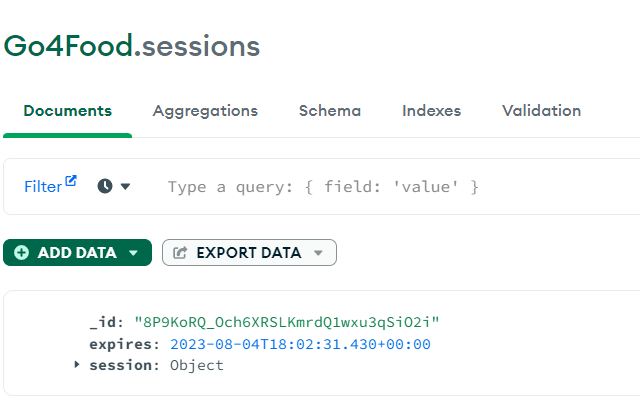 Go4Food.sessions
Documents Aggregations Schema Indexes Validation
Filter Type a query: { field: 'value' }
ADD DATA EXPORT DATA
_id: "8P9KoRQ_Och6XRSLKmrdQ1wxu3qSiO2i"
expires: 2023-08-04T18:02:31.430+00:00
session: Object